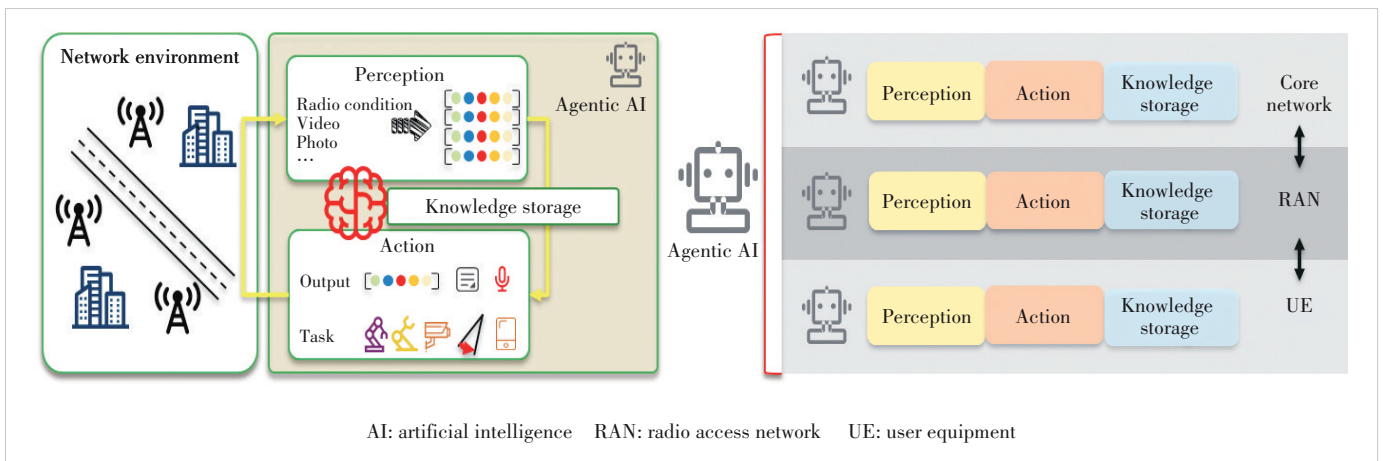 Network environment
Perception
Radio condition
Video
Photo
...
Agentic AI
Knowledge storage
Action
Output
Task
Agentic AI
Perception
Action
Knowledge
storage
Core
network
Perception
Action
Knowledge
storage
RAN
Perception
Action
Knowledge
storage
UE
AI: artificial intelligence RAN: radio access network UE: user equipment